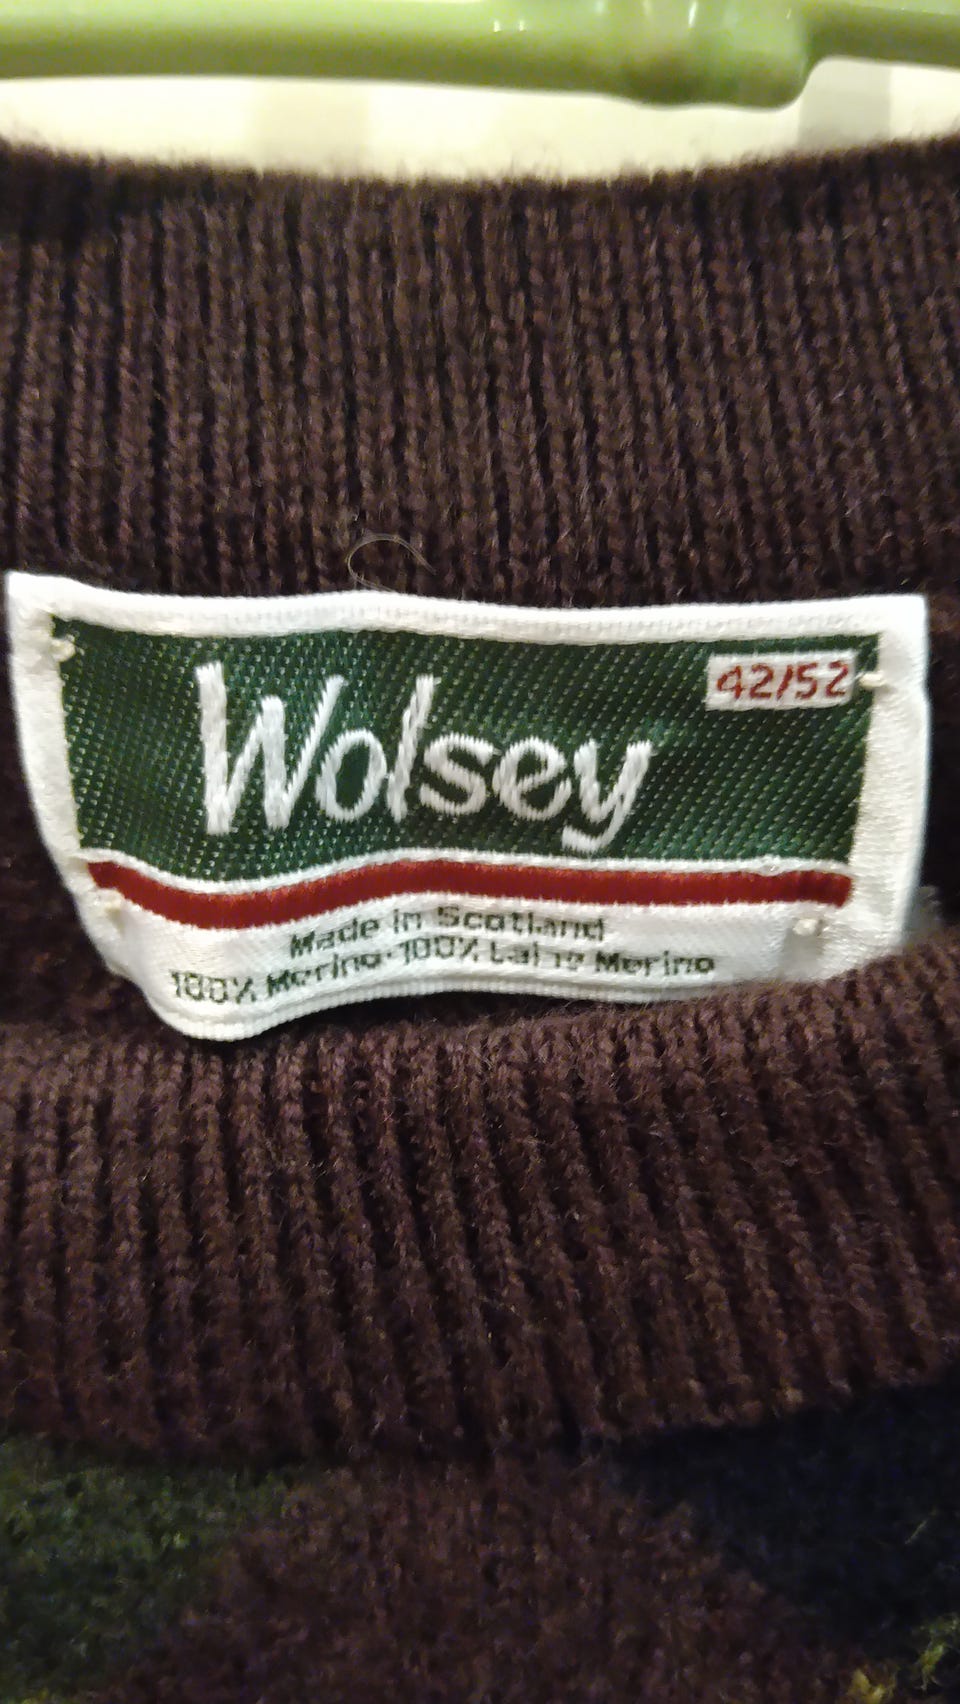 Wolsey
42/52
Made in Scotland
100% Merino·100% Laine Merino